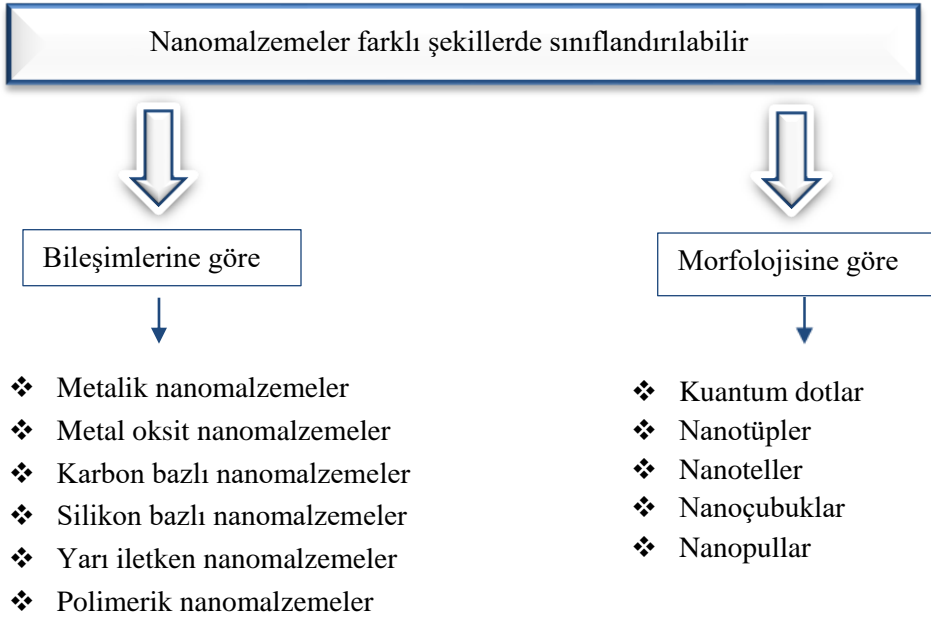 Nanomalzemeler farklı şekillerde sınıflandırılabilir
Bileşimlerine göre
Metalik nanomalzemeler
Metal oksit nanomalzemeler
Karbon bazlı nanomalzemeler
Silikon bazlı nanomalzemeler
Yarı iletken nanomalzemeler
Polimerik nanomalzemeler
Morfolojisine göre
Kuantum dotlar
Nanotüpler
Nanoteller
Nanoçubuklar
Nanopullar